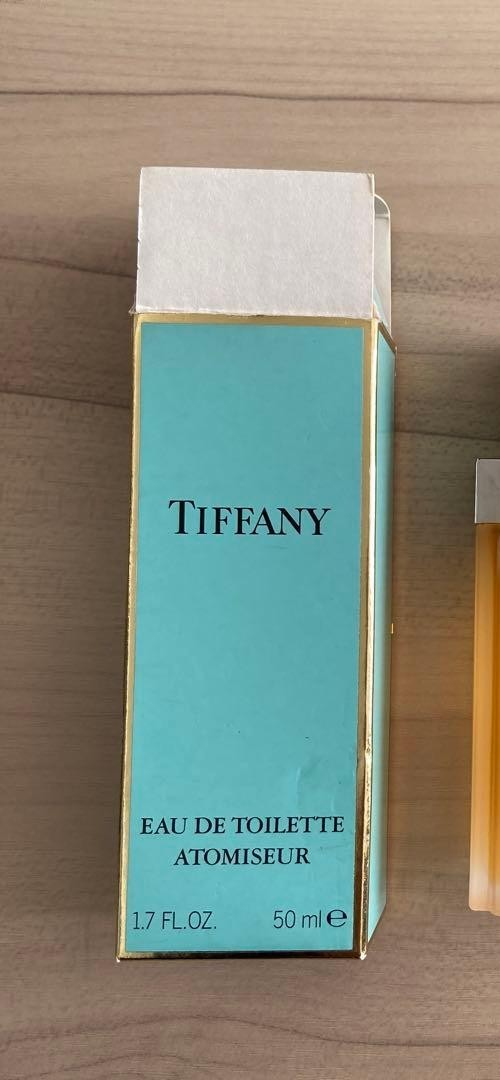 TIFFANY
EAU DE TOILETTE
ATOMISEUR
1.7 FL.OZ. 50 ml ℮